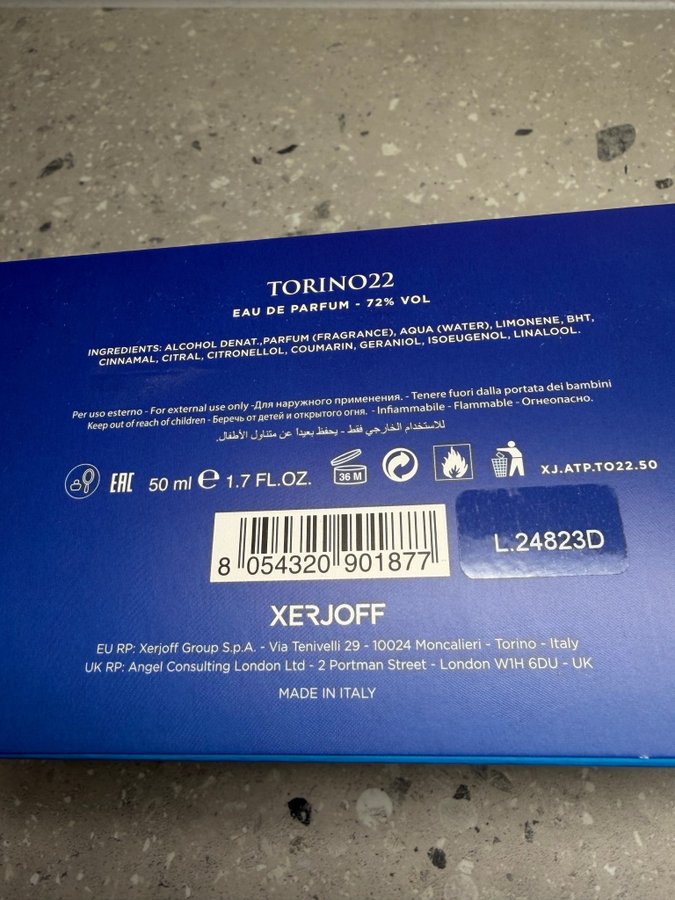 TORINO22
EAU DE PARFUM - 72% VOL
INGREDIENTS: ALCOHOL DENAT.,PARFUM (FRAGRANCE), AQUA (WATER), LIMONENE, BHT,
CINNAMAL, CITRAL, CITRONELLOL, COUMARIN, GERANIOL, ISOEUGENOL, LINALOOL.
Per uso esterno - For external use only -Для наружного применения. - Tenere fuori dalla portata dei bambini
Keep out of reach of children - Беречь от детей и открытого огня. - Infiammabile - Flammable - Огнеопасно.
للاستخدام الخارجي فقط - يحفظ بعيداً عن متناول الأطفال.
EAC 50 ml e 1.7 FL.OZ. 36 M XJ.ATP.TO22.50
8 054320 901877
L.24823D
XERJOFF
EU RP: Xerjoff Group S.p.A. - Via Tenivelli 29 - 10024 Moncalieri - Torino - Italy
UK RP: Angel Consulting London Ltd - 2 Portman Street - London W1H 6DU - UK
MADE IN ITALY